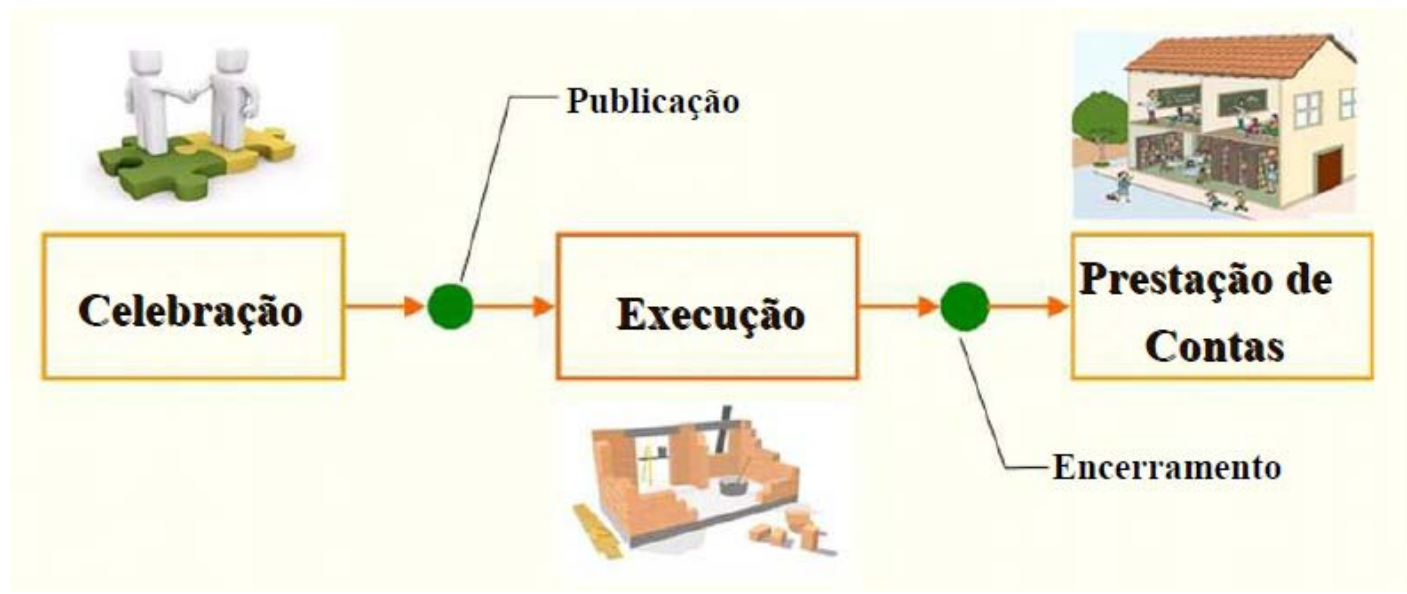 Publicação
Celebração
Execução
Prestação de
Contas
Encerramento